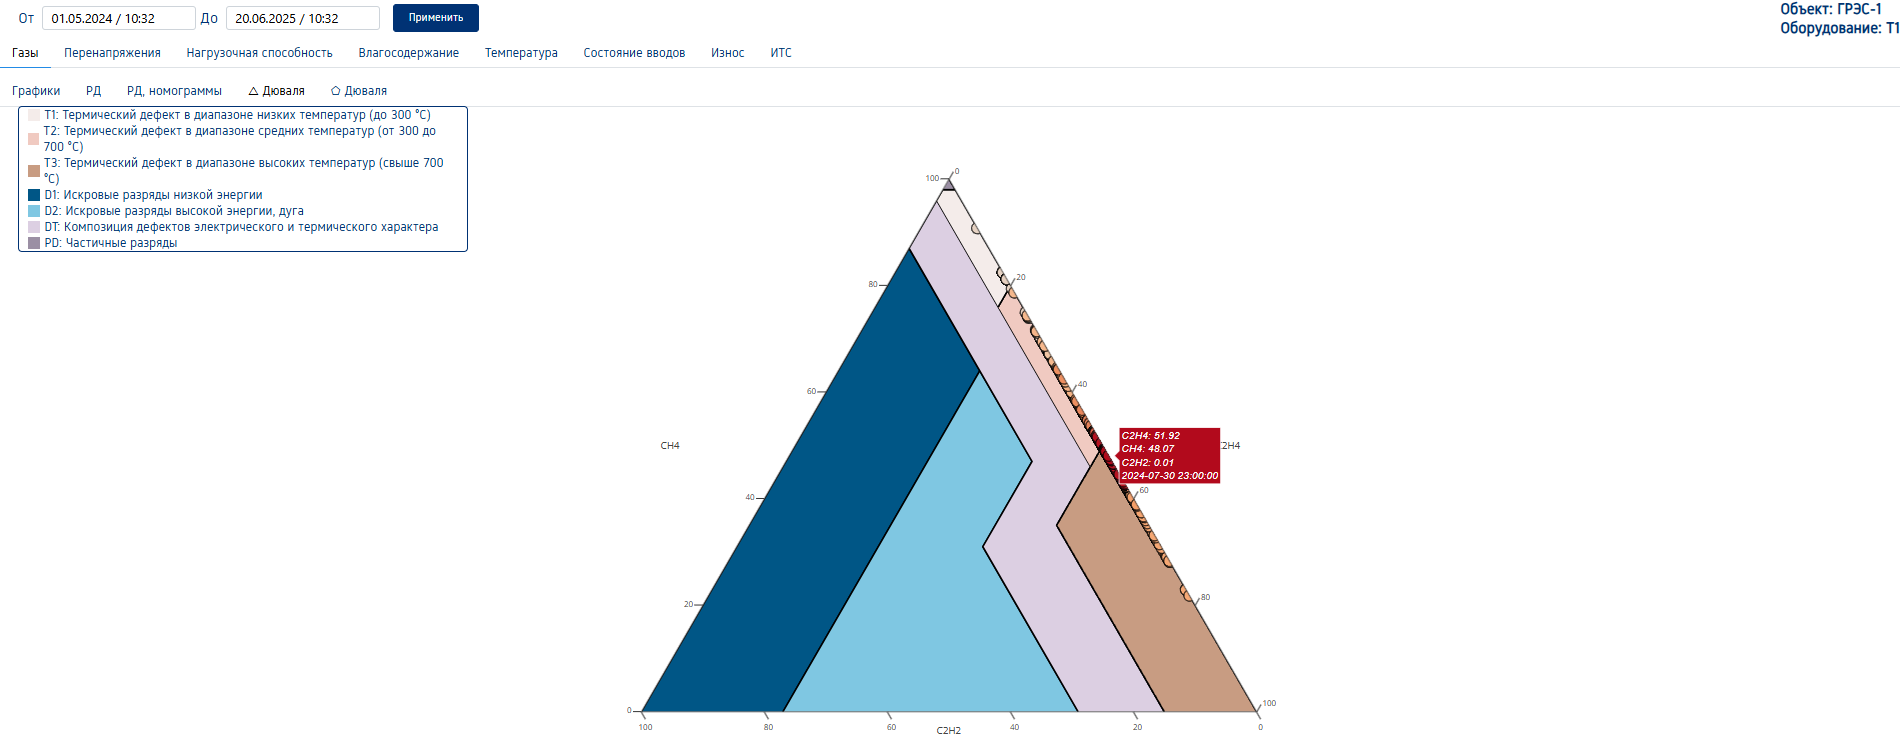 От 01.05.2024 / 10:32 До 20.06.2025 / 10:32 Применить
Объект: ГРЭС-1
Оборудование: Т1
Газы Перенапряжения Нагрузочная способность Влагосодержание Температура Состояние вводов Износ ИТС
Графики РД РД, номограммы △ Дюваля ⬠ Дюваля
T1: Термический дефект в диапазоне низких температур (до 300 °C)
T2: Термический дефект в диапазоне средних температур (от 300 до
700 °C)
T3: Термический дефект в диапазоне высоких температур (свыше 700
°C)
D1: Искровые разряды низкой энергии
D2: Искровые разряды высокой энергии, дуга
DT: Композиция дефектов электрического и термического характера
PD: Частичные разряды
100 0
80 20
60 40
CH4 2H4
C2H4: 51.92
CH4: 48.07
C2H2: 0.01
2024-07-30 23:00:00
40 60
20 80
0 100
100 80 60 40 20 0
C2H2